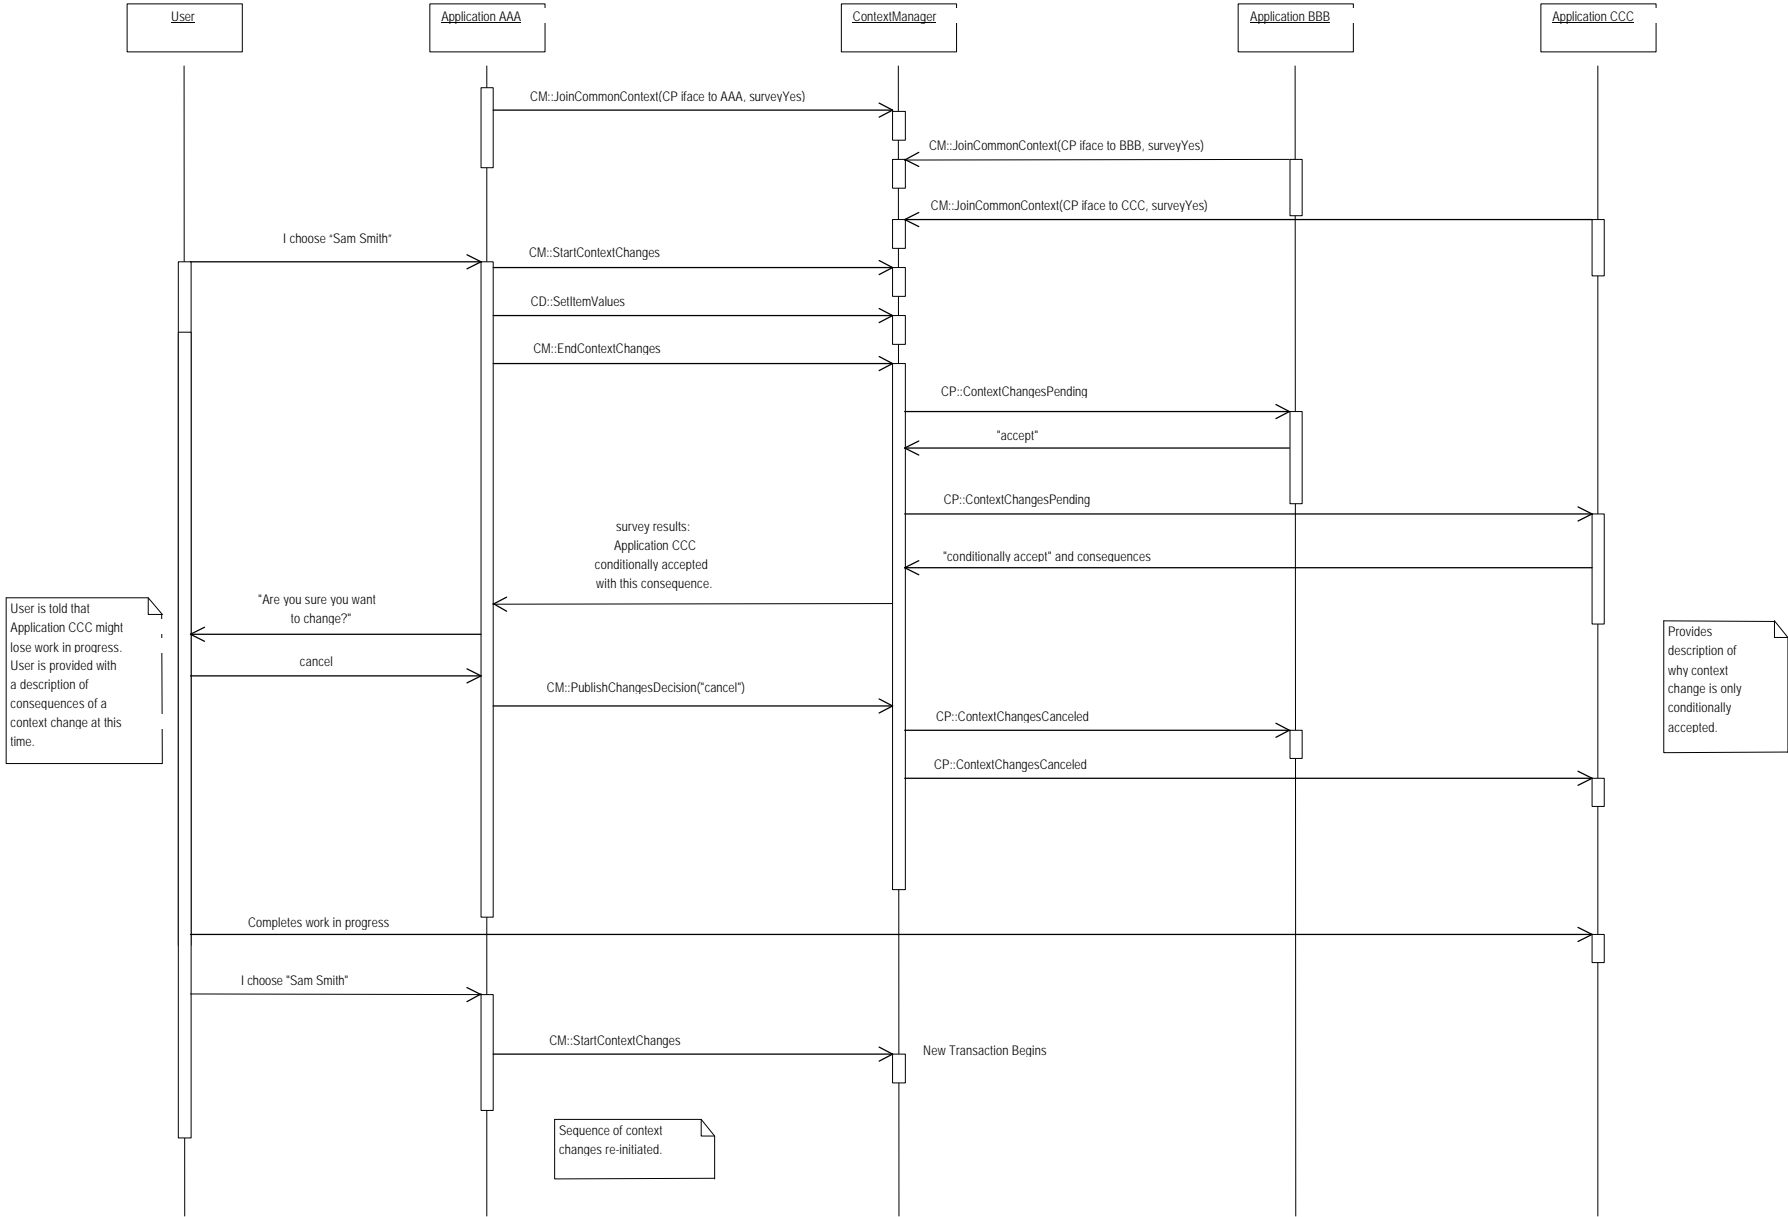 User
Application AAA
ContextManager
Application BBB
Application CCC
CM::JoinCommonContext(CP iface to AAA, surveyYes)
CM::JoinCommonContext(CP iface to BBB, surveyYes)
CM::JoinCommonContext(CP iface to CCC, surveyYes)
I choose "Sam Smith"
CM::StartContextChanges
CD::SetItemValues
CM::EndContextChanges
CP::ContextChangesPending
"accept"
CP::ContextChangesPending
survey results:
Application CCC
conditionally accepted
with this consequence.
"conditionally accept" and consequences
"Are you sure you want
to change?"
User is told that
Application CCC might
lose work in progress.
User is provided with
a description of
consequences of a
context change at this
time.
Provides
description of
why context
change is only
conditionally
accepted.
cancel
CM::PublishChangesDecision("cancel")
CP::ContextChangesCanceled
CP::ContextChangesCanceled
Completes work in progress
I choose "Sam Smith"
CM::StartContextChanges
New Transaction Begins
Sequence of context
changes re-initiated.